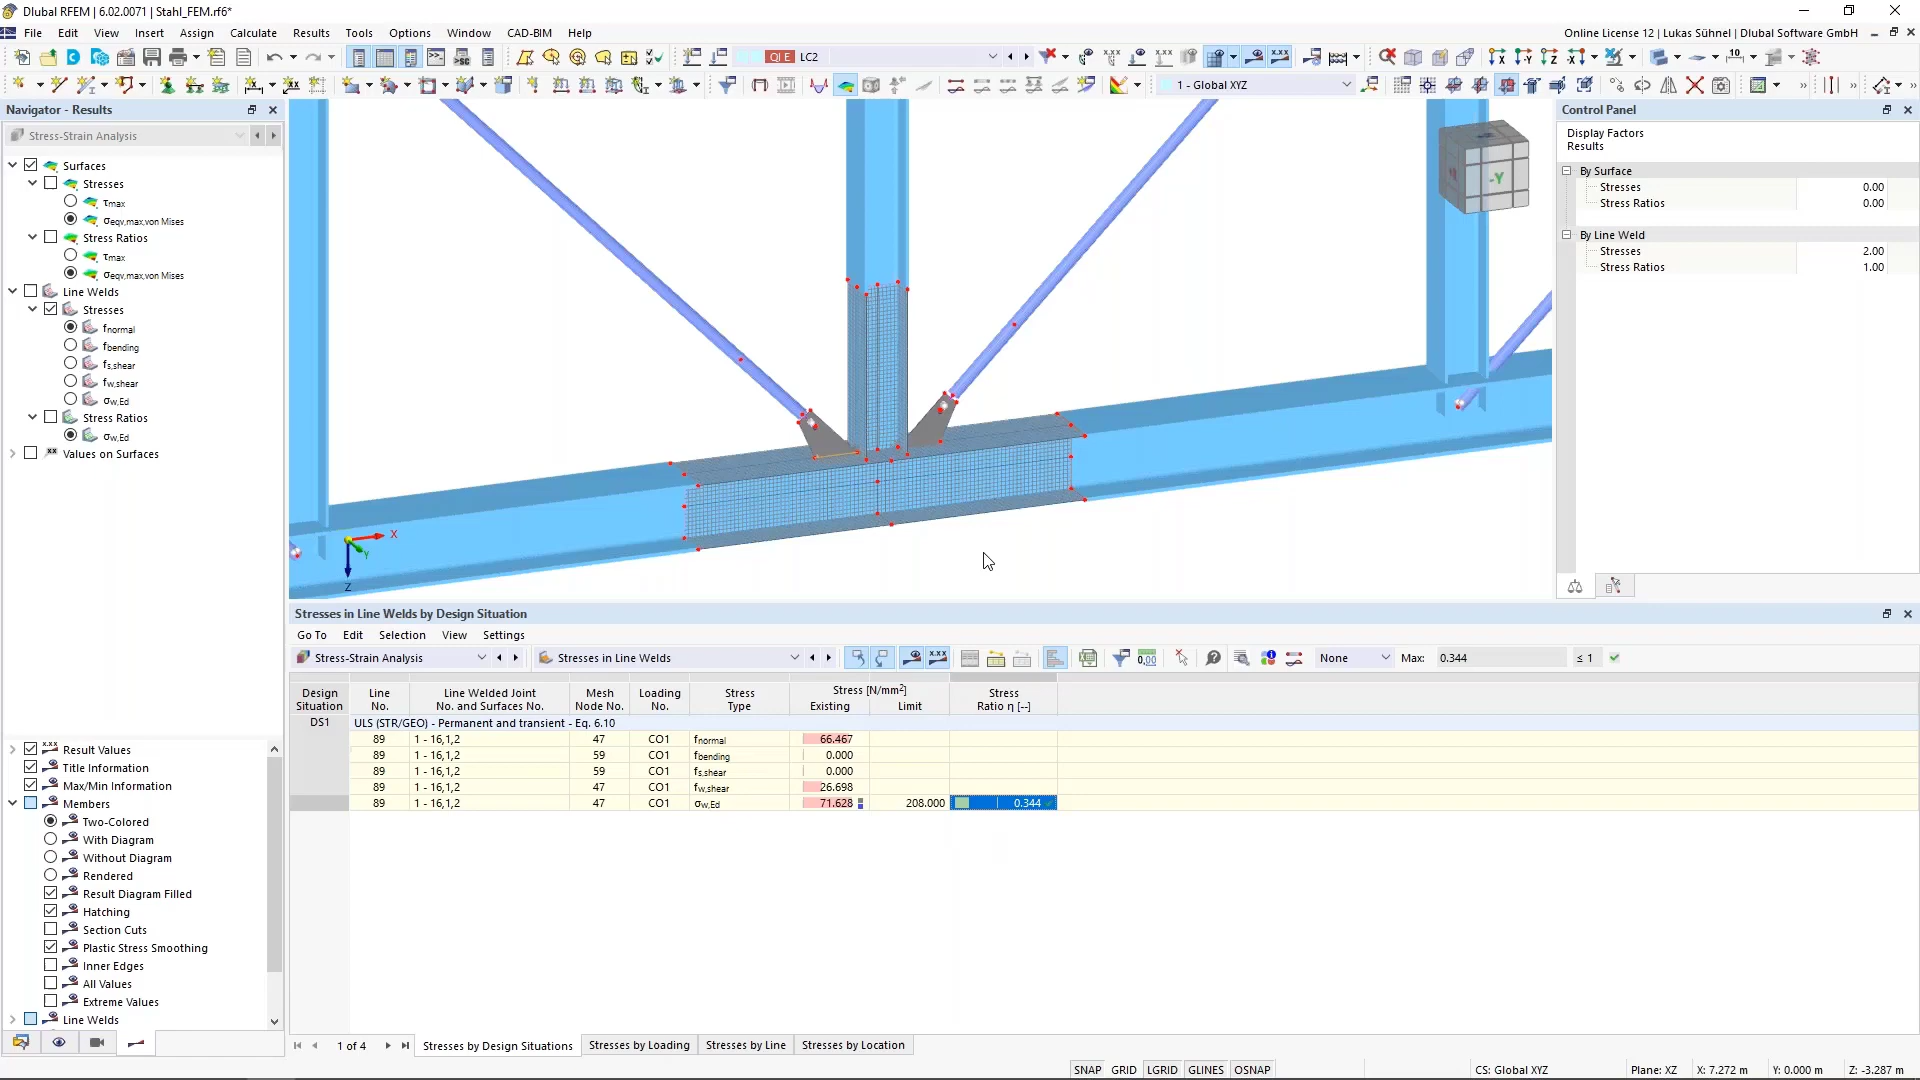 Dlubal RFEM | 6.02.0071 | Stahl_FEM.rf6*
File Edit View Insert Assign Calculate Results Tools Options Window CAD-BIM Help
Online License 12 | Lukas Sühnel | Dlubal Software GmbH
QI E LC2
1 - Global XYZ
Navigator - Results
Stress-Strain Analysis
Surfaces
Stresses
τmax
σeqv,max,von Mises
Stress Ratios
τmax
σeqv,max,von Mises
Line Welds
Stresses
fnormal
fbending
fs,shear
fw,shear
σw,Ed
Stress Ratios
σw,Ed
Values on Surfaces
Result Values
Title Information
Max/Min Information
Members
Two-Colored
With Diagram
Without Diagram
Rendered
Result Diagram Filled
Hatching
Section Cuts
Plastic Stress Smoothing
Inner Edges
All Values
Extreme Values
Line Welds
X
Y
Z
-Y
Control Panel
Display Factors
Results
By Surface
Stresses 0.00
Stress Ratios 0.00
By Line Weld
Stresses 2.00
Stress Ratios 1.00
Stresses in Line Welds by Design Situation
Go To Edit Selection View Settings
Stress-Strain Analysis Stresses in Line Welds None Max: 0.344 ≤ 1
Design Line Line Welded Joint Mesh Loading Stress Stress [N/mm2] Stress
Situation No. No. and Surfaces No. Node No. No. Type Existing Limit Ratio η [--]
DS1 ULS (STR/GEO) - Permanent and transient - Eq. 6.10
89 1 - 16,1,2 47 CO1 fnormal 66.467
89 1 - 16,1,2 59 CO1 fbending 0.000
89 1 - 16,1,2 59 CO1 fs,shear 0.000
89 1 - 16,1,2 47 CO1 fw,shear 26.698
89 1 - 16,1,2 47 CO1 σw,Ed 71.628 208.000 0.344
1 of 4 Stresses by Design Situations Stresses by Loading Stresses by Line Stresses by Location
SNAP GRID LGRID GLINES OSNAP CS: Global XYZ Plane: XZ X: 7.272 m Y: 0.000 m Z: -3.287 m